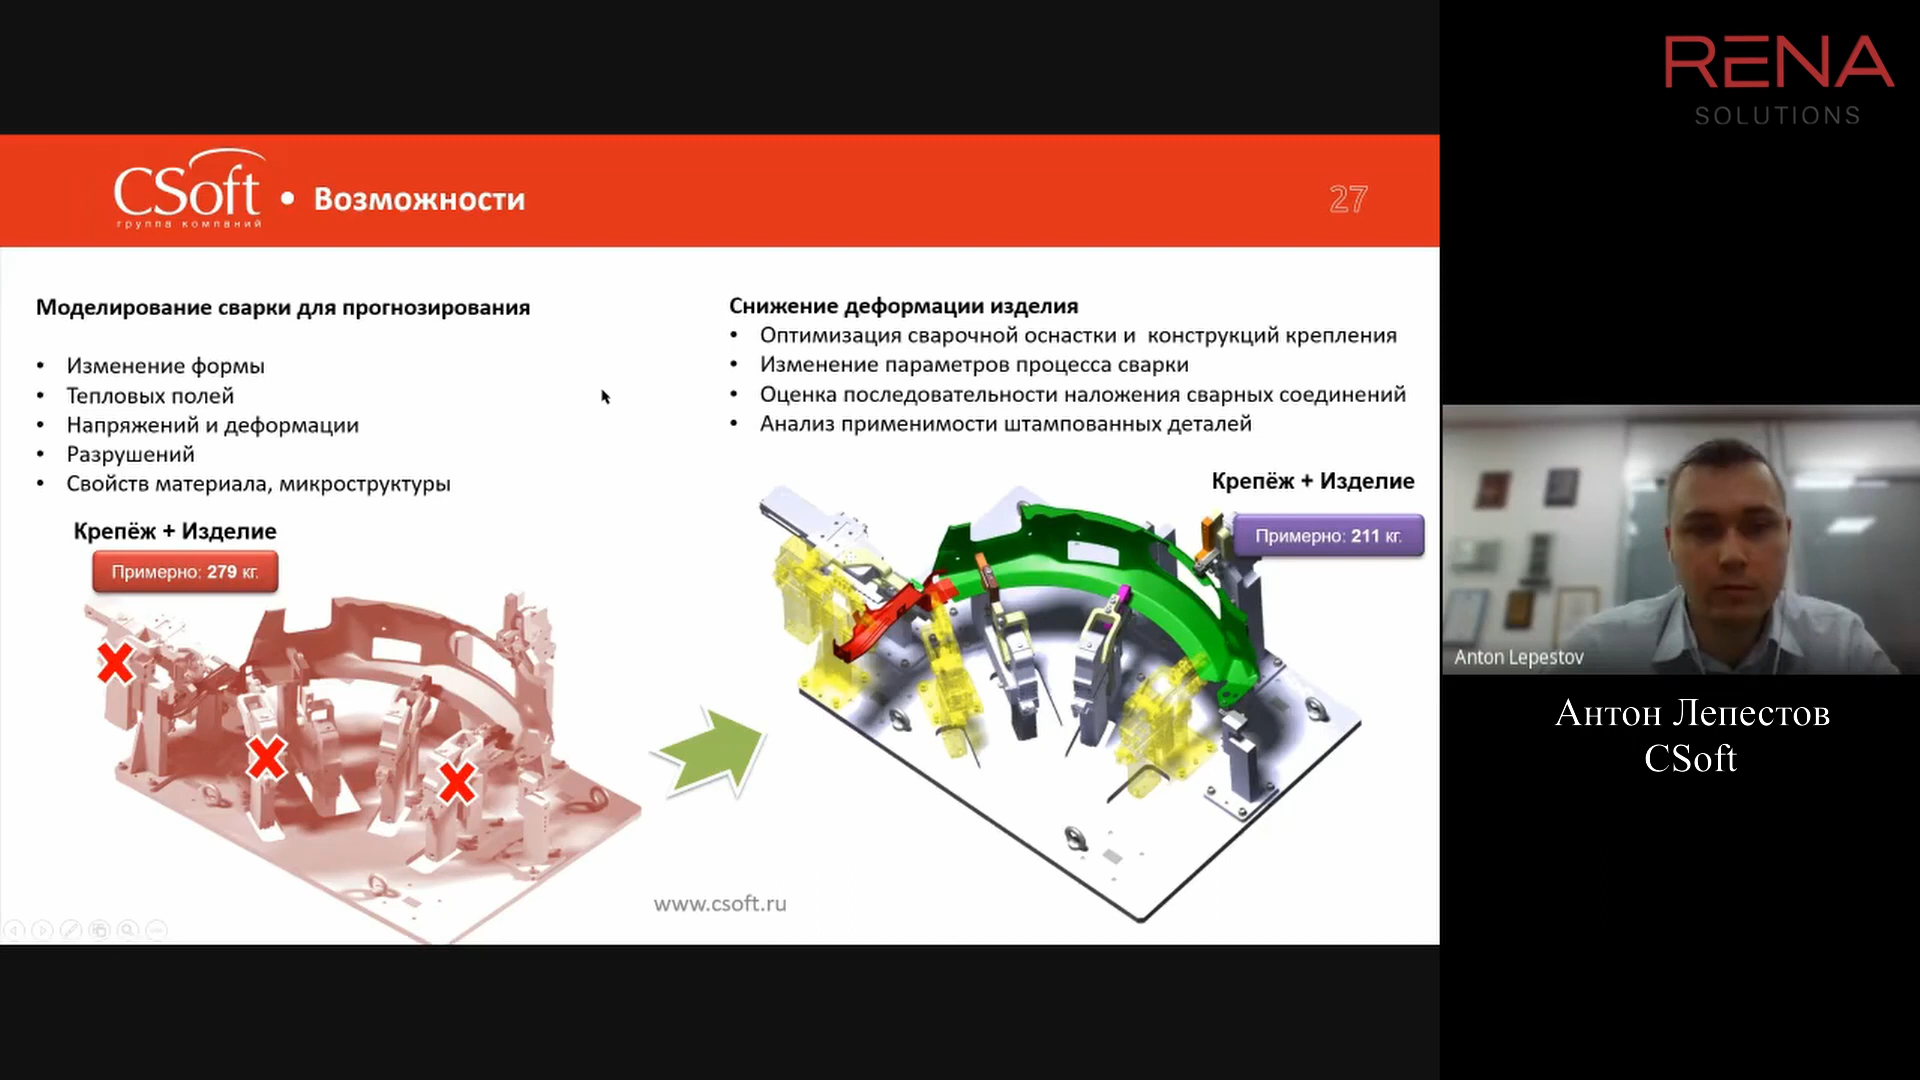 RENA
SOLUTIONS
CSoft • Возможности
группа компаний
27
Моделирование сварки для прогнозирования
• Изменение формы
• Тепловых полей
• Напряжений и деформации
• Разрушений
• Свойств материала, микроструктуры
Крепёж + Изделие
Примерно: 279 кг.
Снижение деформации изделия
• Оптимизация сварочной оснастки и конструкций крепления
• Изменение параметров процесса сварки
• Оценка последовательности наложения сварных соединений
• Анализ применимости штампованных деталей
Крепёж + Изделие
Примерно: 211 кг.
www.csoft.ru
Anton Lepestov
Антон Лепестов
CSoft